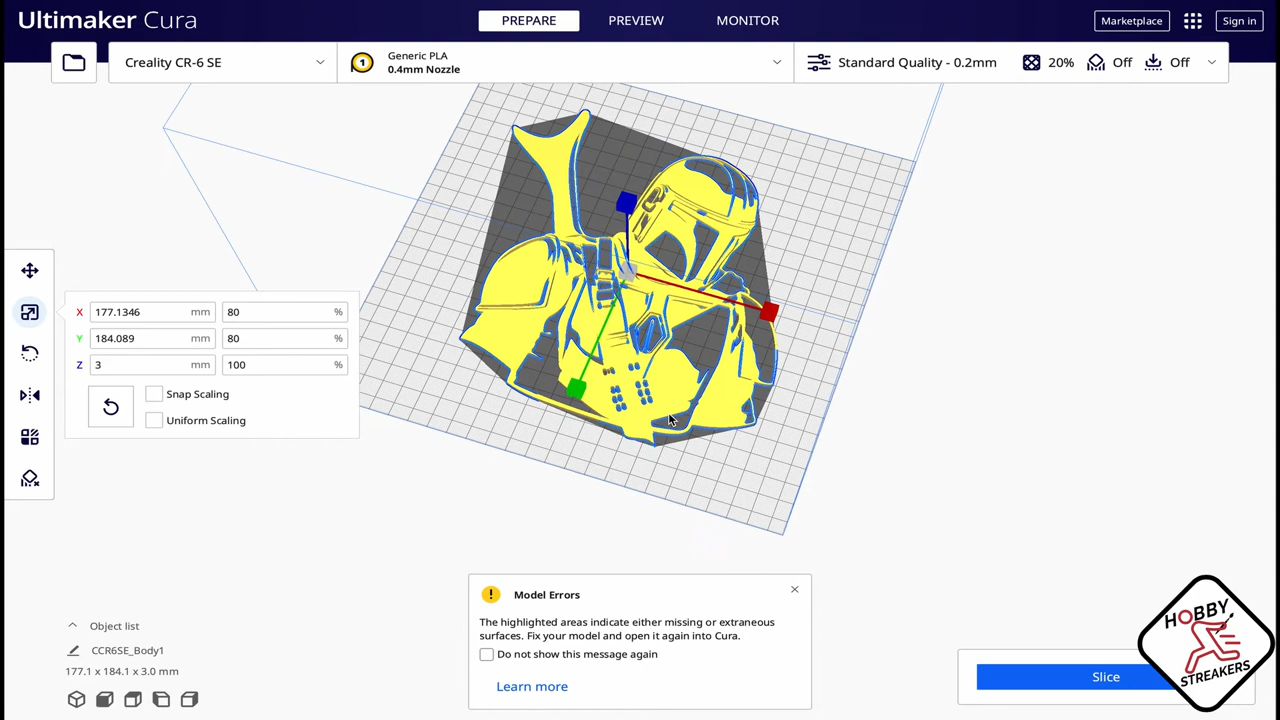 Ultimaker Cura
PREPARE
PREVIEW
MONITOR
Marketplace
Sign in
Creality CR-6 SE
1
Generic PLA
0.4mm Nozzle
Standard Quality - 0.2mm
20%
Off
Off
X 177.1346 mm 80 %
Y 184.089 mm 80 %
Z 3 mm 100 %
Snap Scaling
Uniform Scaling
! Model Errors
The highlighted areas indicate either missing or extraneous
surfaces. Fix your model and open it again into Cura.
Do not show this message again
Learn more
Object list
CCR6SE_Body1
177.1 x 184.1 x 3.0 mm
Slice
HOBBY
STREAKERS